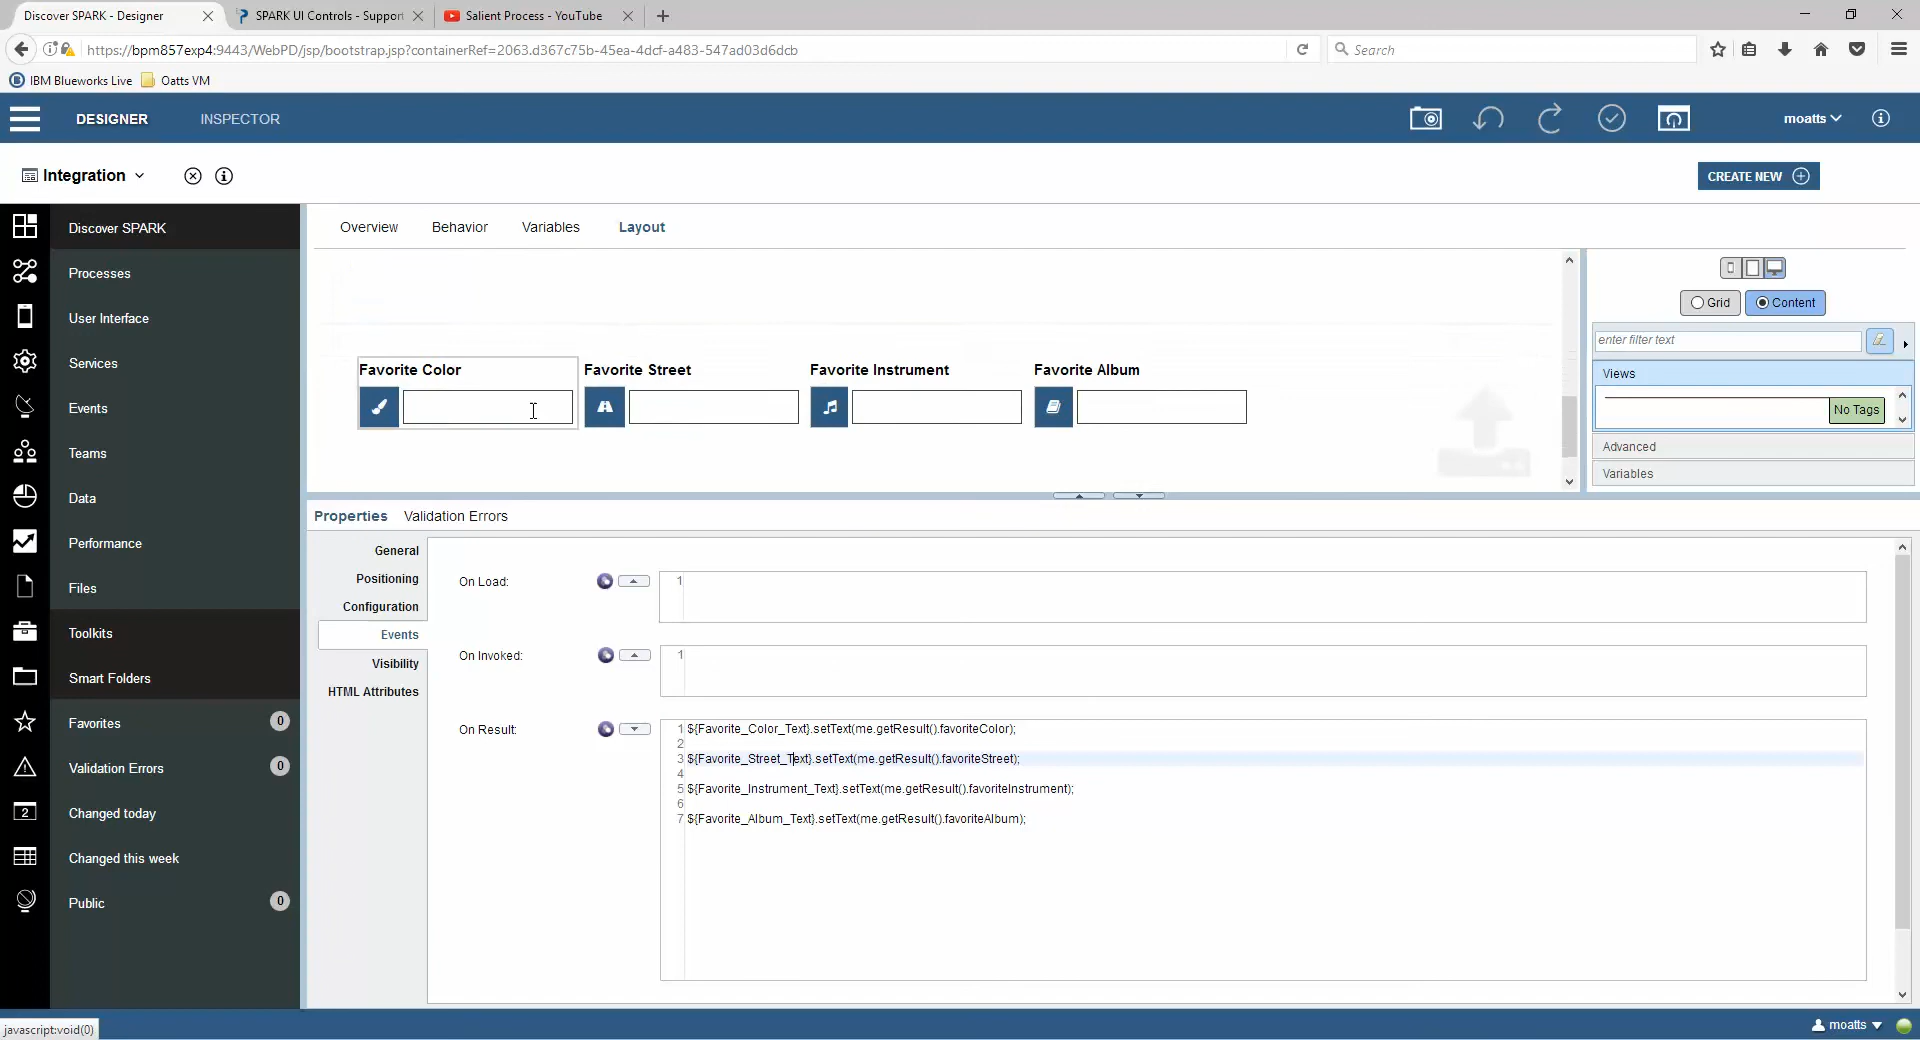 Discover SPARK - Designer
SPARK UI Controls - Support
Salient Process - YouTube
https://bpm857exp4:9443/WebPD/jsp/bootstrap.jsp?containerRef=2063.d367c75b-45ea-4dcf-a483-547ad03d6dcb
Search
IBM Blueworks Live
Oatts VM
DESIGNER
INSPECTOR
moatts
Integration
CREATE NEW
Discover SPARK
Processes
User Interface
Services
Events
Teams
Data
Performance
Files
Toolkits
Smart Folders
Favorites 0
Validation Errors 0
2 Changed today
Changed this week
Public 0
Overview Behavior Variables Layout
Favorite Color
Favorite Street
Favorite Instrument
Favorite Album
Grid
Content
enter filter text
Views
No Tags
Advanced
Variables
Properties Validation Errors
General
Positioning
Configuration
Events
Visibility
HTML Attributes
On Load:
1
On Invoked:
1
On Result:
1 ${Favorite_Color_Text}.setText(me.getResult().favoriteColor);
2
3 ${Favorite_Street_Text}.setText(me.getResult().favoriteStreet);
4
5 ${Favorite_Instrument_Text}.setText(me.getResult().favoriteInstrument);
6
7 ${Favorite_Album_Text}.setText(me.getResult().favoriteAlbum);
javascript:void(0)
moatts